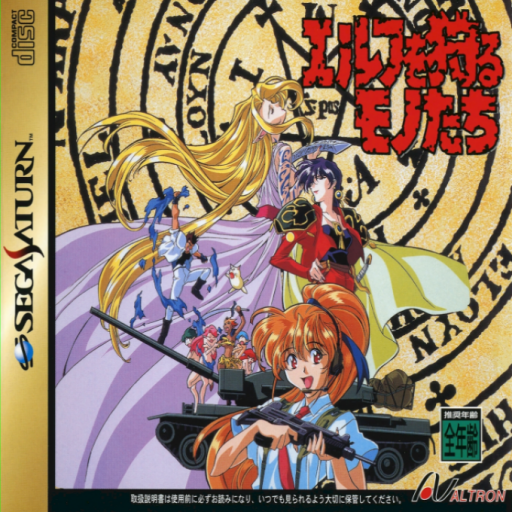 COMPACT
disc
SEGA SATURN™
エルフを狩る
モノたち
推奨年齢
全年齢
ALTRON
取扱説明書は使用前に必ずお読みになり、いつでも見られるよう大切に保管してください。